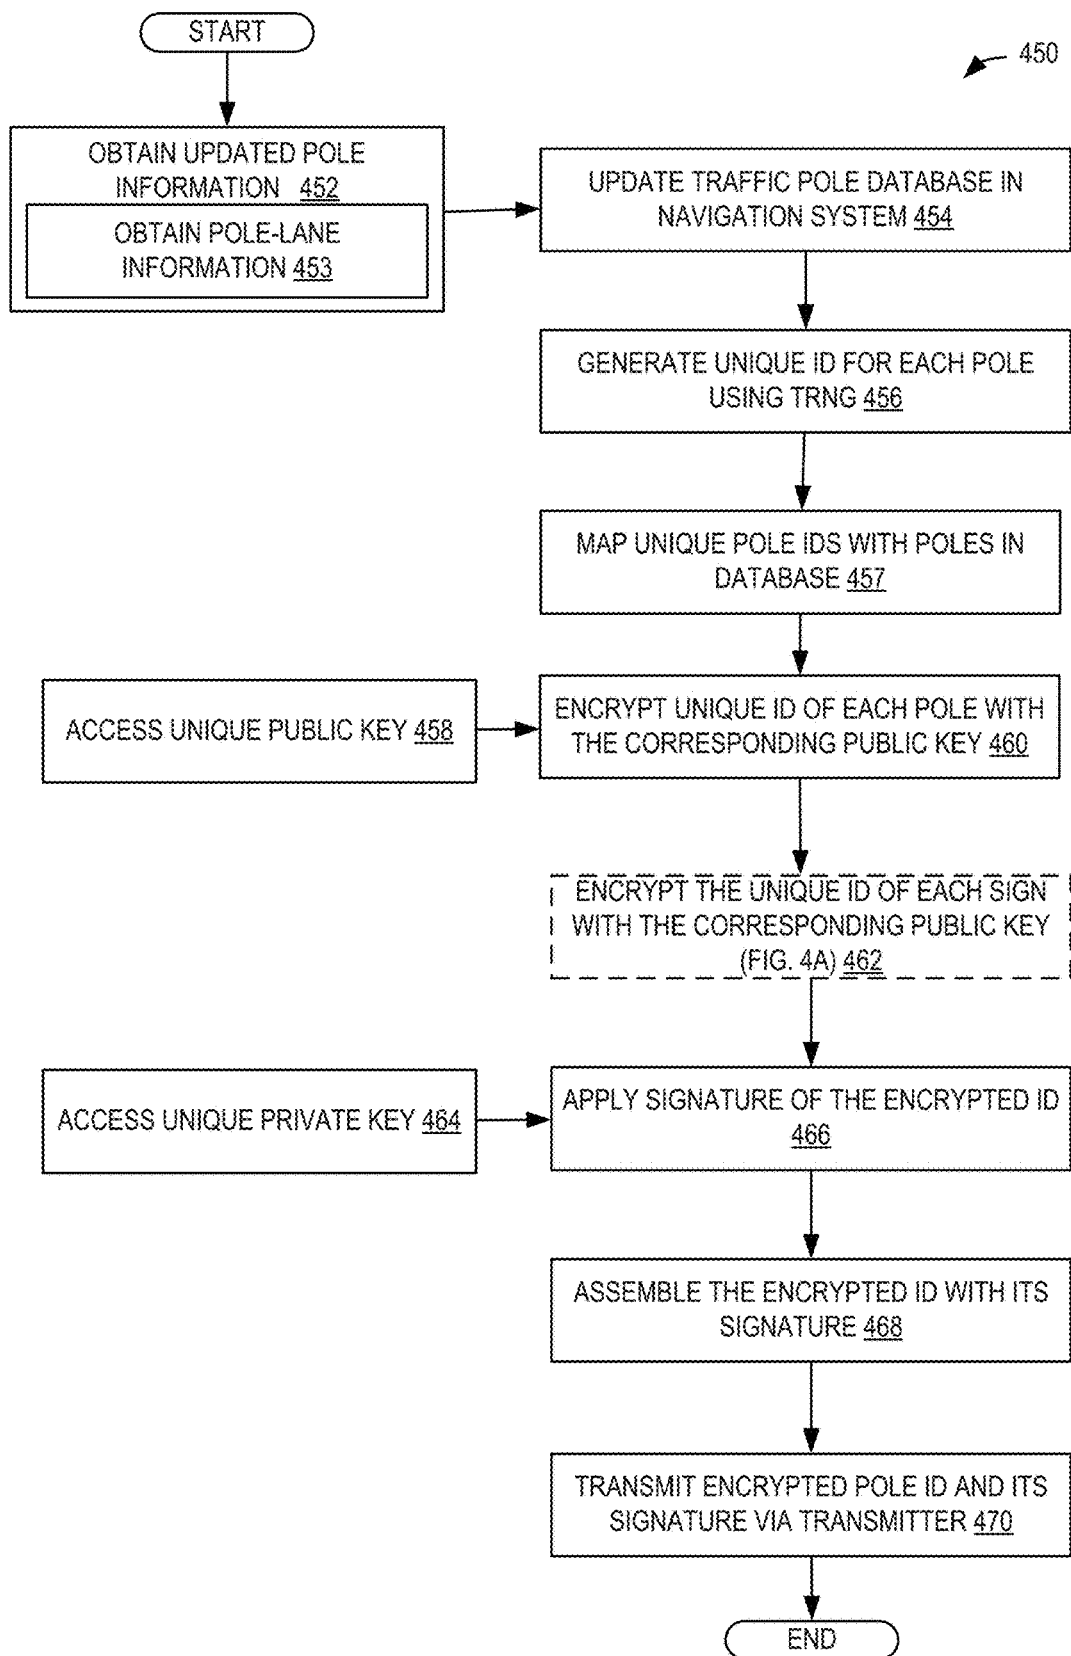 START
450
OBTAIN UPDATED POLE
INFORMATION 452
OBTAIN POLE-LANE
INFORMATION 453
UPDATE TRAFFIC POLE DATABASE IN
NAVIGATION SYSTEM 454
GENERATE UNIQUE ID FOR EACH POLE
USING TRNG 456
MAP UNIQUE POLE IDS WITH POLES IN
DATABASE 457
ACCESS UNIQUE PUBLIC KEY 458
ENCRYPT UNIQUE ID OF EACH POLE WITH
THE CORRESPONDING PUBLIC KEY 460
ENCRYPT THE UNIQUE ID OF EACH SIGN
WITH THE CORRESPONDING PUBLIC KEY
(FIG. 4A) 462
ACCESS UNIQUE PRIVATE KEY 464
APPLY SIGNATURE OF THE ENCRYPTED ID
466
ASSEMBLE THE ENCRYPTED ID WITH ITS
SIGNATURE 468
TRANSMIT ENCRYPTED POLE ID AND ITS
SIGNATURE VIA TRANSMITTER 470
END